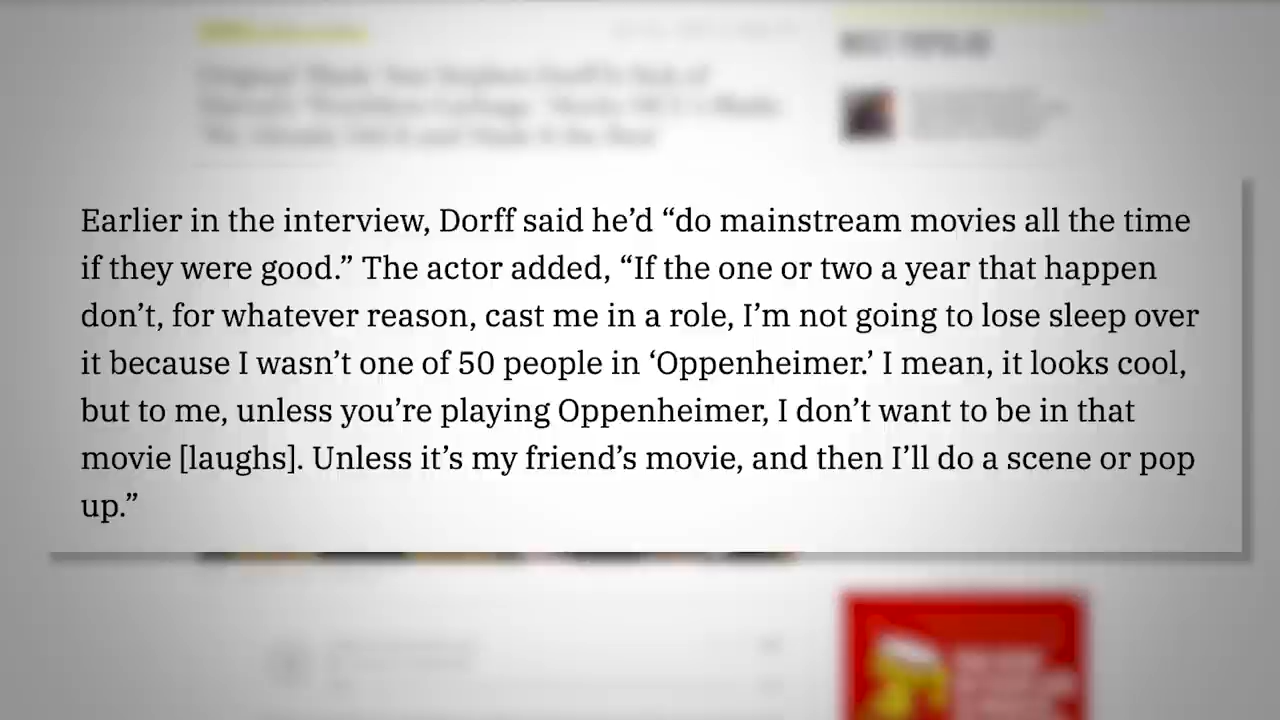 Earlier in the interview, Dorff said he’d “do mainstream movies all the time
if they were good.” The actor added, “If the one or two a year that happen
don’t, for whatever reason, cast me in a role, I’m not going to lose sleep over
it because I wasn’t one of 50 people in ‘Oppenheimer.’ I mean, it looks cool,
but to me, unless you’re playing Oppenheimer, I don’t want to be in that
movie [laughs]. Unless it’s my friend’s movie, and then I’ll do a scene or pop
up.”